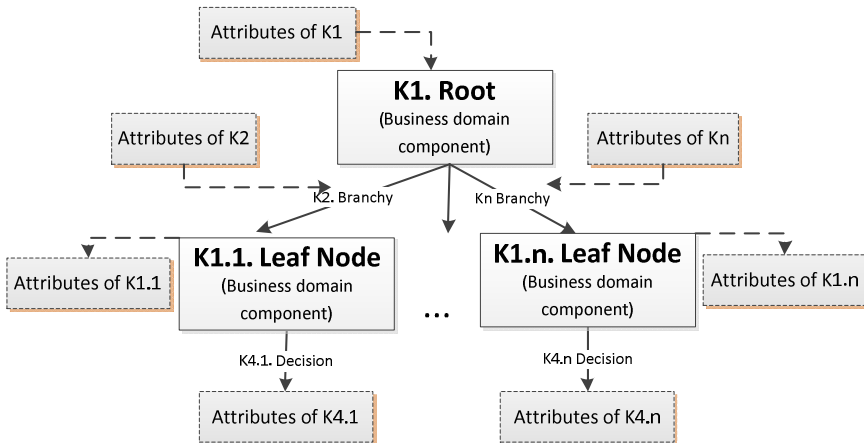 Attributes of K1
K1. Root
(Business domain
component)
Attributes of K2
Attributes of Kn
K2. Branchy
Kn Branchy
K1.1. Leaf Node
(Business domain
component)
K1.n. Leaf Node
(Business domain
component)
Attributes of K1.1
Attributes of K1.n
...
K4.1. Decision
K4.n Decision
Attributes of K4.1
Attributes of K4.n